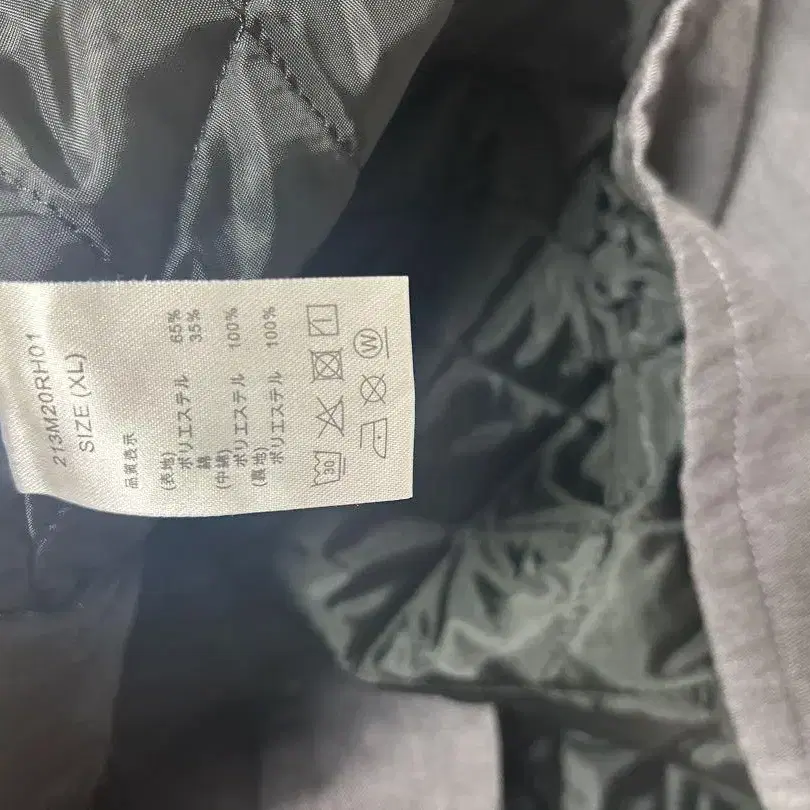 213M20RH01
SIZE (XL)
品質表示
(表地)
ポリエステル 65%
綿 35%
(中綿)
ポリエステル 100%
(裏地)
ポリエステル 100%
30
W